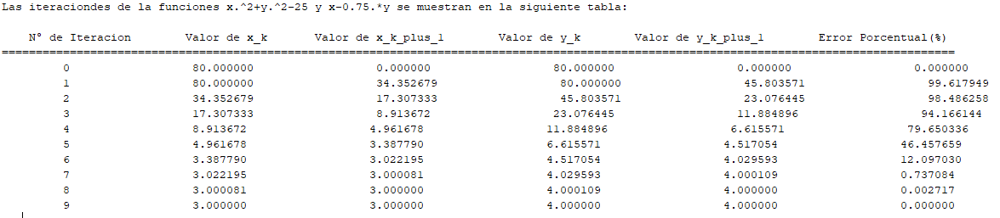 Las iteraciondes de la funciones x.^2+y.^2-25 y x-0.75.*y se muestran en la siguiente tabla:
N° de Iteracion Valor de x_k Valor de x_k_plus_1 Valor de y_k Valor de y_k_plus_1 Error Porcentual(%)
============================================================================================================================================
0 80.000000 0.000000 80.000000 0.000000 0.000000
1 80.000000 34.352679 80.000000 45.803571 99.617949
2 34.352679 17.307333 45.803571 23.076445 98.486258
3 17.307333 8.913672 23.076445 11.884896 94.166144
4 8.913672 4.961678 11.884896 6.615571 79.650336
5 4.961678 3.387790 6.615571 4.517054 46.457659
6 3.387790 3.022195 4.517054 4.029593 12.097030
7 3.022195 3.000081 4.029593 4.000109 0.737084
8 3.000081 3.000000 4.000109 4.000000 0.002717
9 3.000000 3.000000 4.000000 4.000000 0.000000